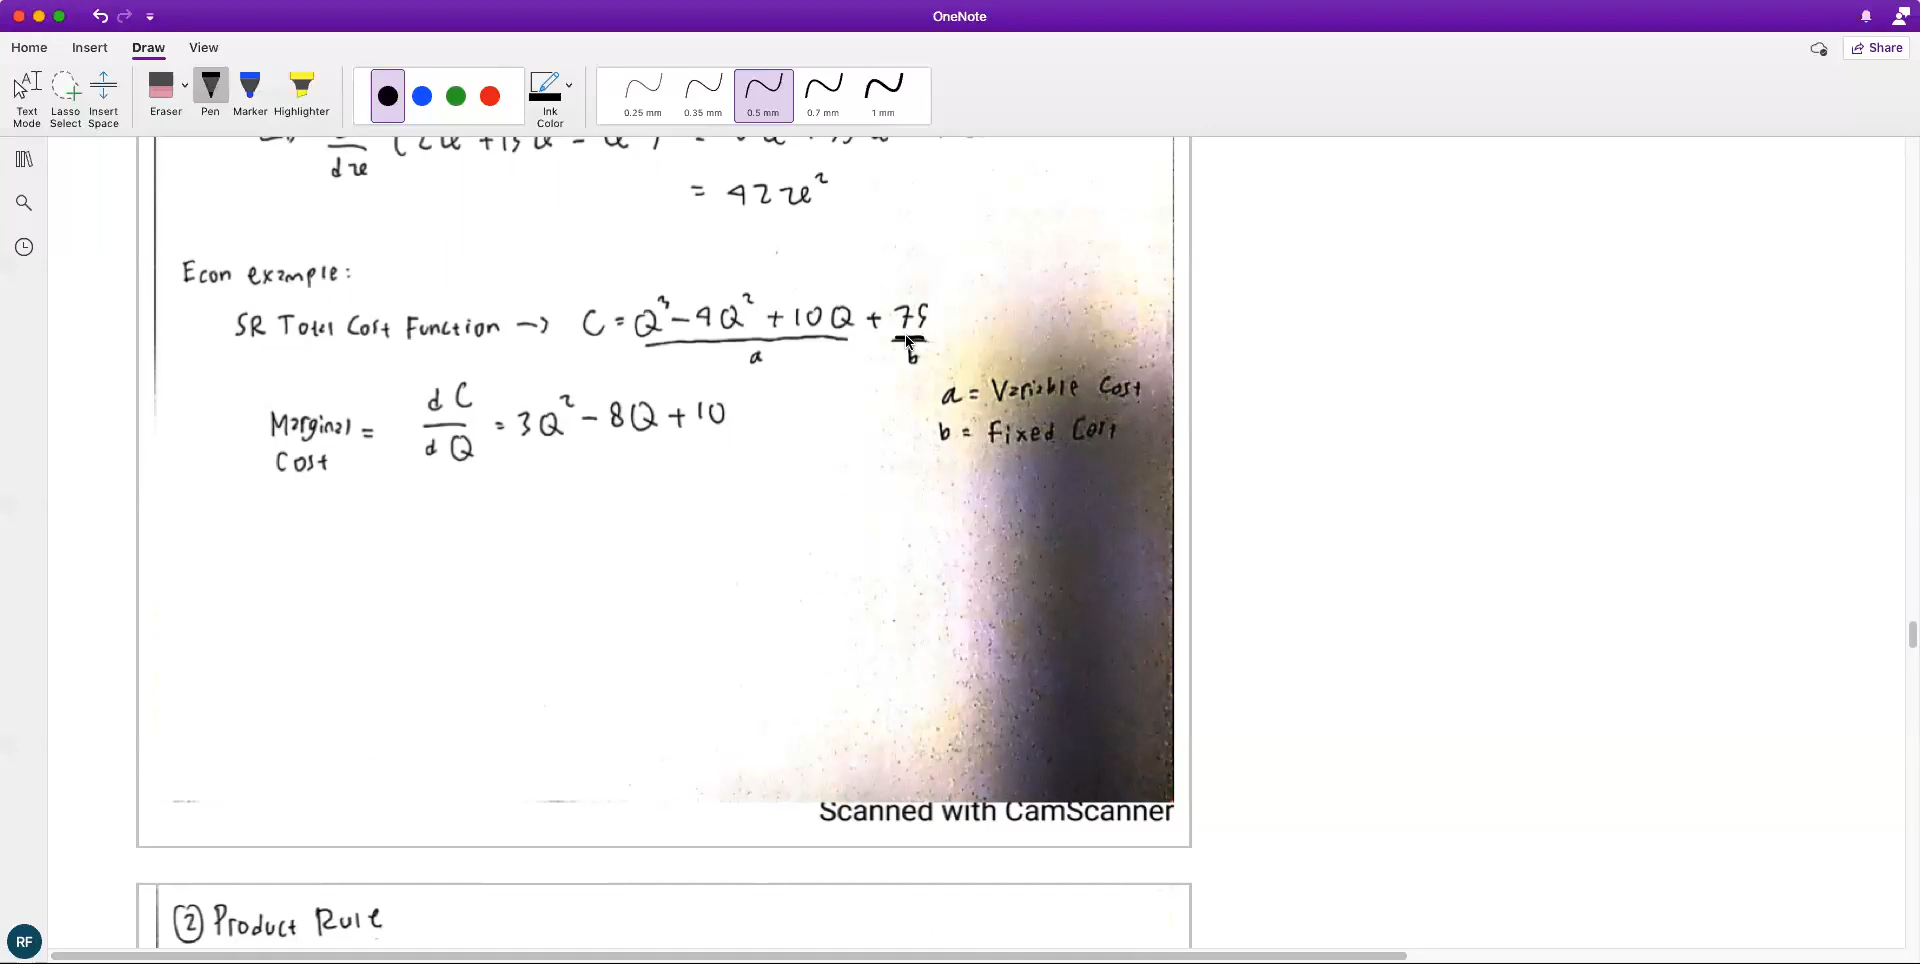 OneNote
Home Insert Draw View
Share
Text Mode
Lasso Select
Insert Space
Eraser
Pen
Marker
Highlighter
Ink Color
0.25 mm
0.35 mm
0.5 mm
0.7 mm
1 mm
dx
= 42x²
Econ example:
SR Total Cost Function → C = Q³ - 4Q² + 10Q + 75
a b
Marginal Cost = dC/dQ = 3Q² - 8Q + 10
a = Variable Cost
b = Fixed Cost
Scanned with CamScanner
② Product Rule
RF